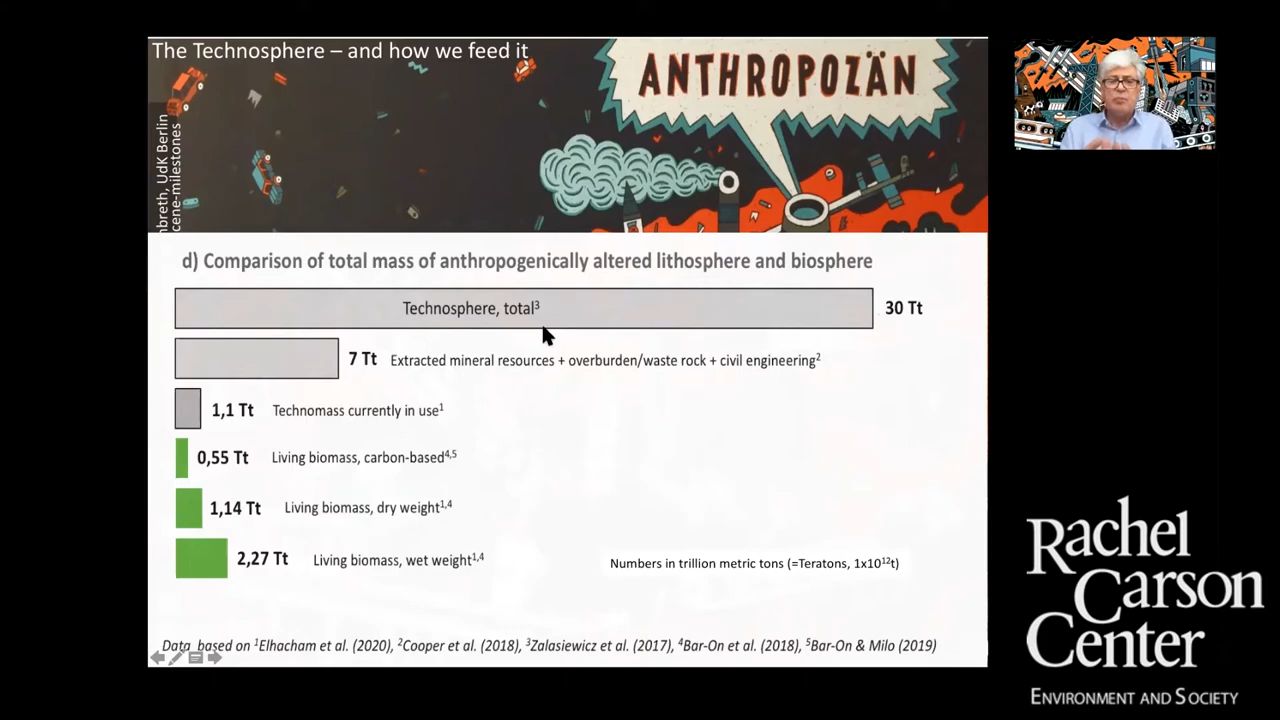 The Technosphere – and how we feed it
ANTHROPOZÄN
UdK Berlin
d) Comparison of total mass of anthropogenically altered lithosphere and biosphere
Technosphere, total³
30 Tt
7 Tt Extracted mineral resources + overburden/waste rock + civil engineering²
1,1 Tt Technomass currently in use¹
0,55 Tt Living biomass, carbon-based⁴,⁵
1,14 Tt Living biomass, dry weight¹,⁴
2,27 Tt Living biomass, wet weight¹,⁴
Numbers in trillion metric tons (=Teratons, 1x10¹²t)
Data based on ¹Elhacham et al. (2020), ²Cooper et al. (2018), ³Zalasiewicz et al. (2017), ⁴Bar-On et al. (2018), ⁵Bar-On & Milo (2019)
Rachel
Carson
Center
ENVIRONMENT AND SOCIETY